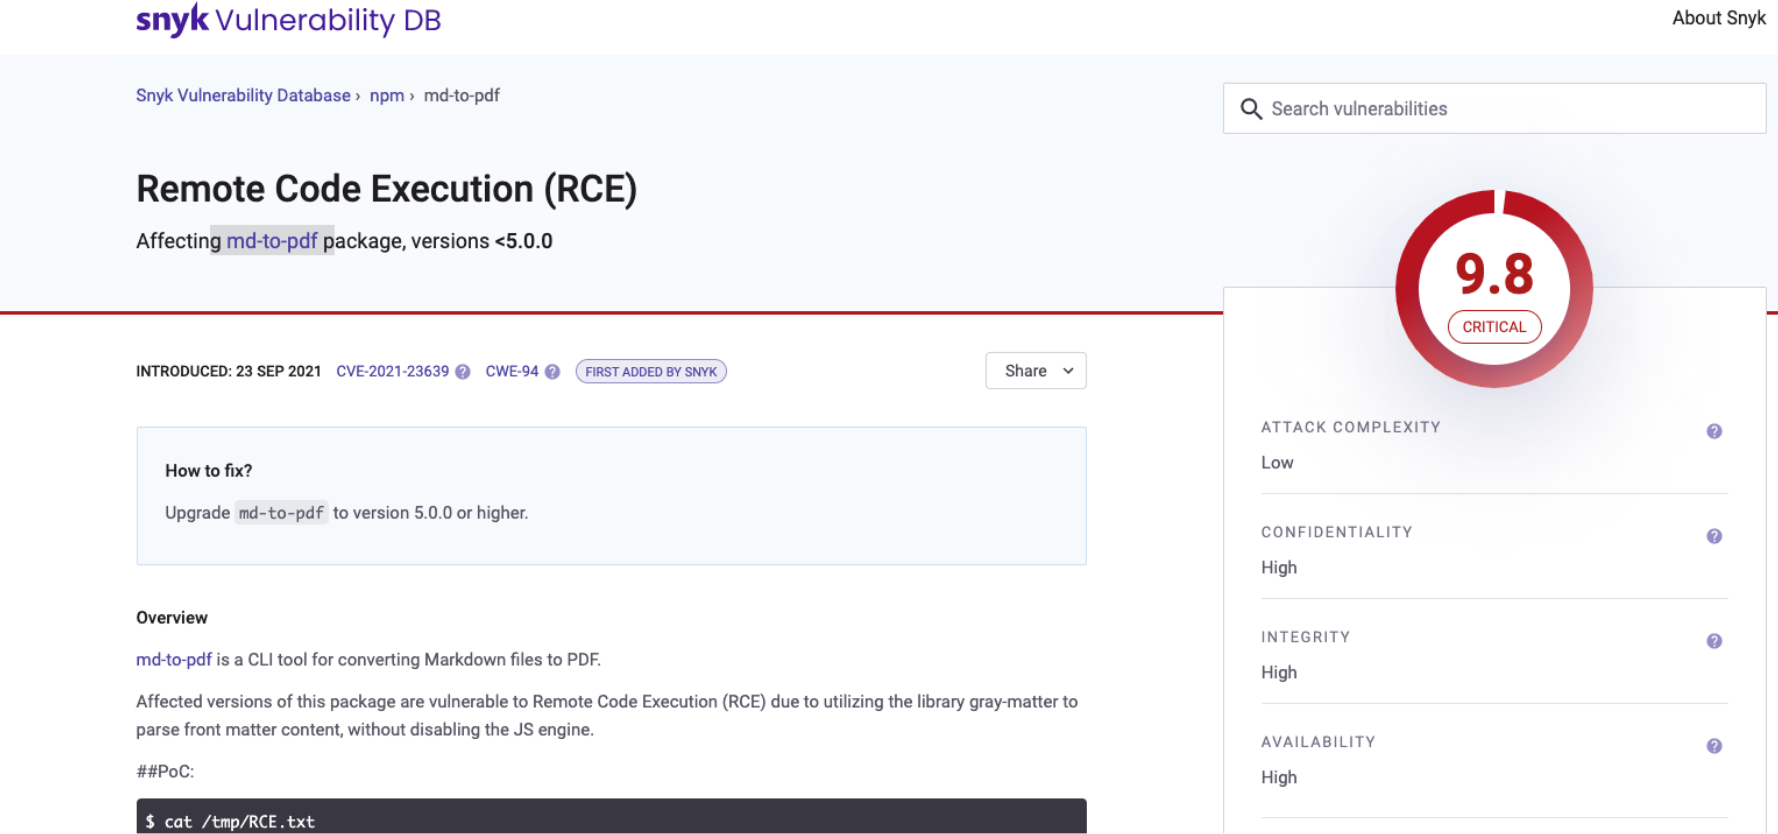 snyk Vulnerability DB
About Snyk
Snyk Vulnerability Database › npm › md-to-pdf
Search vulnerabilities
Remote Code Execution (RCE)
Affecting md-to-pdf package, versions <5.0.0
9.8
CRITICAL
INTRODUCED: 23 SEP 2021 CVE-2021-23639 ? CWE-94 ? FIRST ADDED BY SNYK
Share
How to fix?
Upgrade md-to-pdf to version 5.0.0 or higher.
Overview
md-to-pdf is a CLI tool for converting Markdown files to PDF.
Affected versions of this package are vulnerable to Remote Code Execution (RCE) due to utilizing the library gray-matter to
parse front matter content, without disabling the JS engine.
##PoC:
$ cat /tmp/RCE.txt
ATTACK COMPLEXITY ?
Low
CONFIDENTIALITY ?
High
INTEGRITY ?
High
AVAILABILITY ?
High